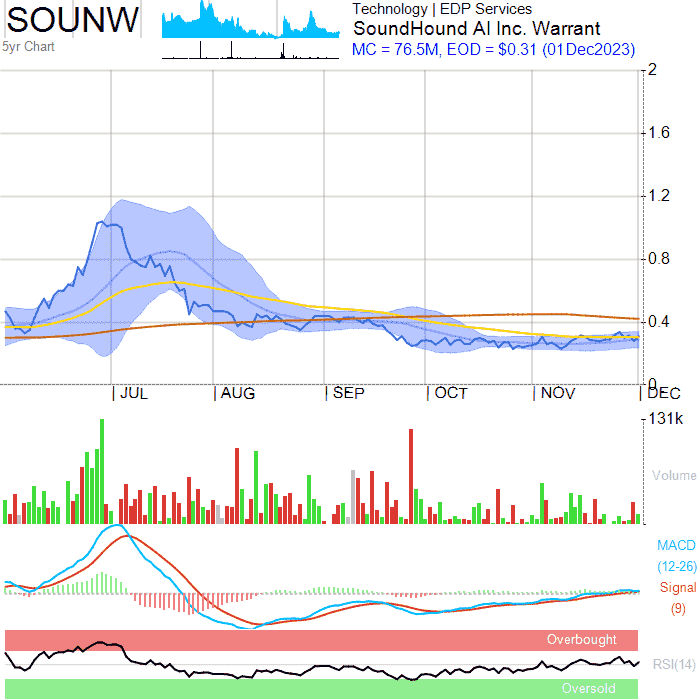 SOUNW
5yr Chart
Technology | EDP Services
SoundHound AI Inc. Warrant
MC = 76.5M, EOD = $0.31 (01Dec2023)
2
1.6
1.2
0.8
0.4
0
JUL AUG SEP OCT NOV DEC
131k
Volume
MACD
(12-26)
Signal
(9)
Overbought
RSI(14)
Oversold